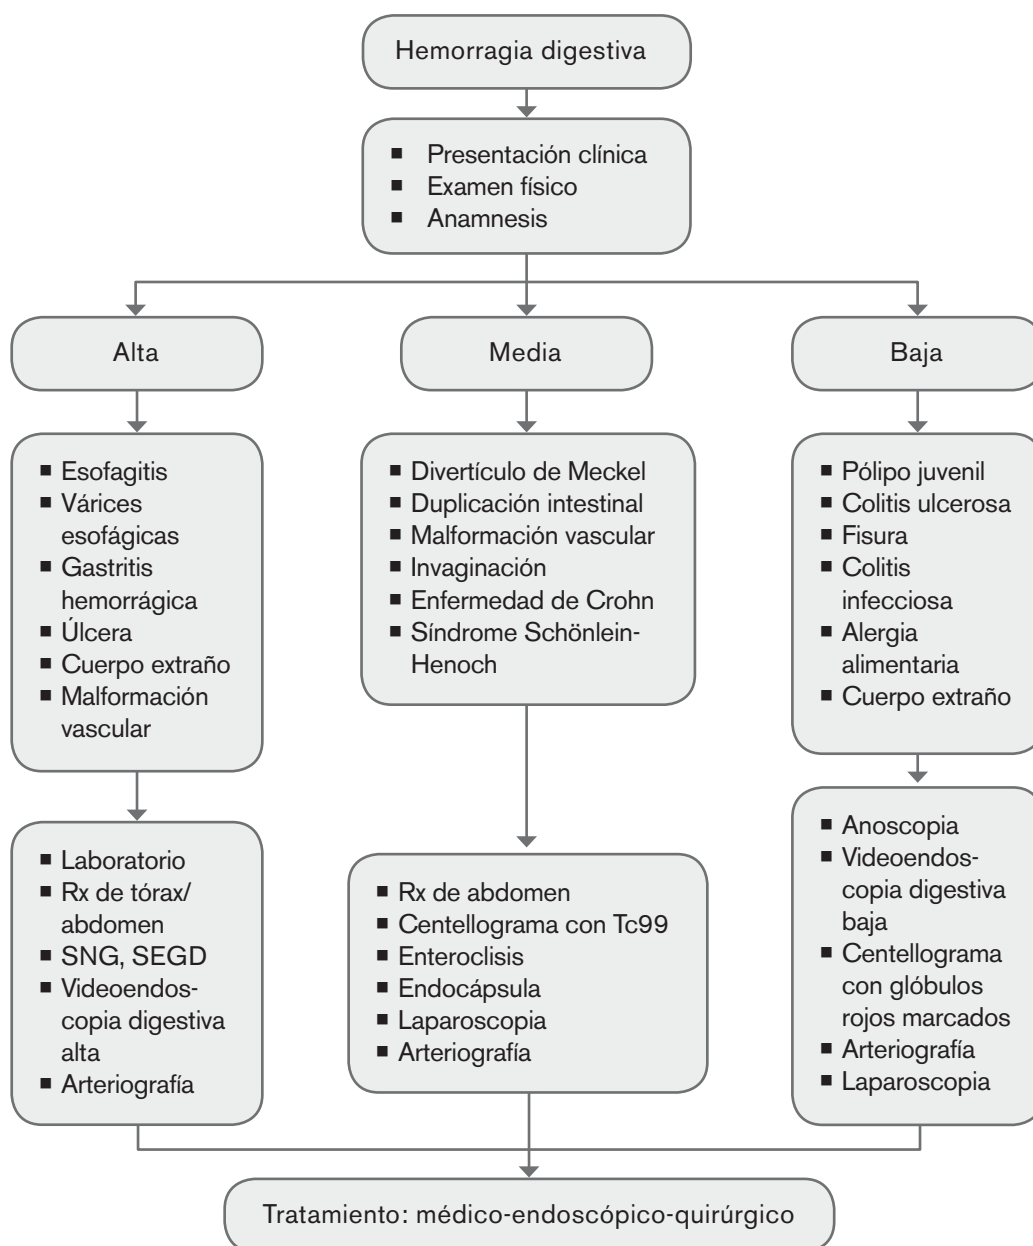 Hemorragia digestiva
■ Presentación clínica
■ Examen físico
■ Anamnesis
Alta
Media
Baja
■ Esofagitis
■ Várices
esofágicas
■ Gastritis
hemorrágica
■ Úlcera
■ Cuerpo extraño
■ Malformación
vascular
■ Divertículo de Meckel
■ Duplicación intestinal
■ Malformación vascular
■ Invaginación
■ Enfermedad de Crohn
■ Síndrome Schönlein-
Henoch
■ Pólipo juvenil
■ Colitis ulcerosa
■ Fisura
■ Colitis
infecciosa
■ Alergia
alimentaria
■ Cuerpo extraño
■ Laboratorio
■ Rx de tórax/
abdomen
■ SNG, SEGD
■ Videoendos-
copia digestiva
alta
■ Arteriografía
■ Rx de abdomen
■ Centellograma con Tc99
■ Enteroclisis
■ Endocápsula
■ Laparoscopia
■ Arteriografía
■ Anoscopia
■ Videoendos-
copia digestiva
baja
■ Centellograma
con glóbulos
rojos marcados
■ Arteriografía
■ Laparoscopia
Tratamiento: médico-endoscópico-quirúrgico